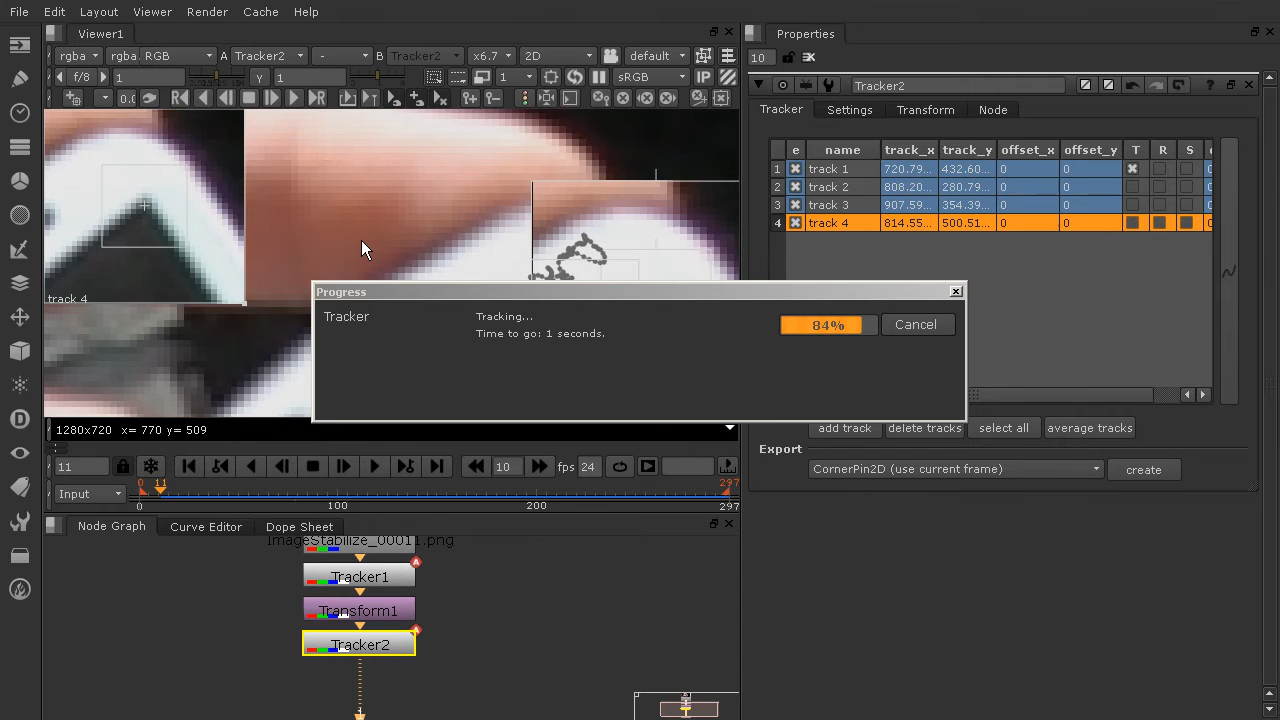 File Edit Layout Viewer Render Cache Help
Viewer1
Properties
rgba rgba. RGB A Tracker2 - B Tracker2 x6.7 2D default
10
f/8 1 Y 1 1 sRGB IP
Tracker2
0.0
Tracker Settings Transform Node
e name track_x track_y offset_x offset_y T R S
1 track 1 720.79... 432.60... 0 0
2 track 2 808.20... 280.79... 0 0
3 track 3 907.59... 354.39... 0 0
4 track 4 814.55... 500.51... 0 0
track 4
Progress
Tracker Tracking... 84% Cancel
Time to go: 1 seconds.
1280x720 x= 770 y= 509
add track delete tracks select all average tracks
Export
CornerPin2D (use current frame) create
11 10 fps 24
Input 0 11 297
0 100 200 297
Node Graph Curve Editor Dope Sheet
ImageStabilize_00011.png
A
Tracker1
Transform1
Tracker2